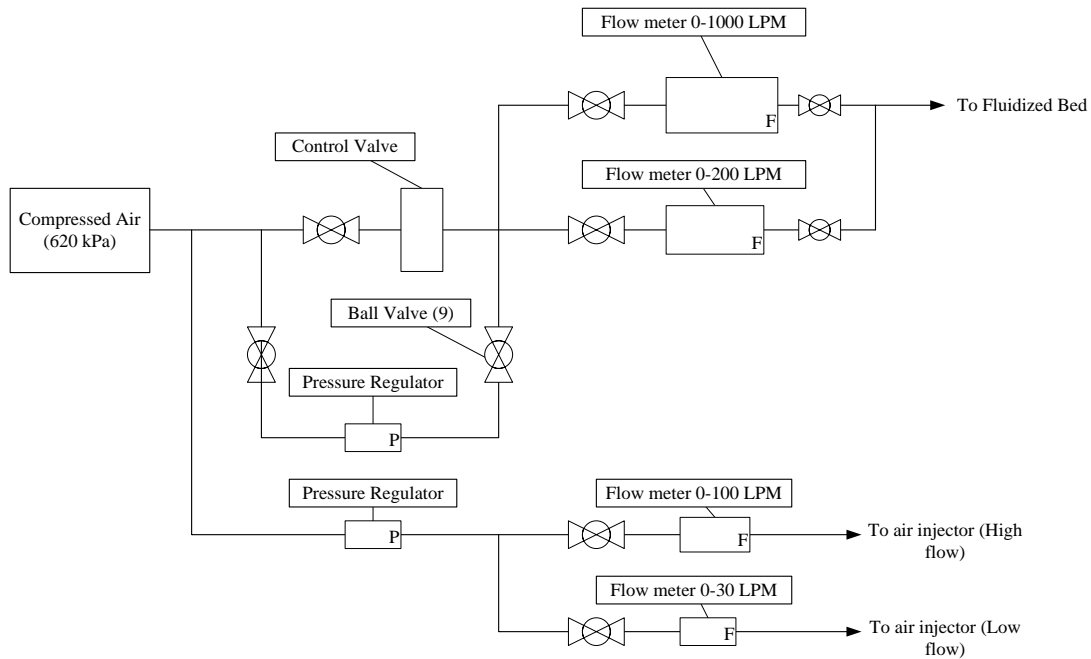 Flow meter 0-1000 LPM
F
To Fluidized Bed
Control Valve
Flow meter 0-200 LPM
F
Compressed Air
(620 kPa)
Ball Valve (9)
Pressure Regulator
P
Pressure Regulator
P
Flow meter 0-100 LPM
F
To air injector (High
flow)
Flow meter 0-30 LPM
F
To air injector (Low
flow)